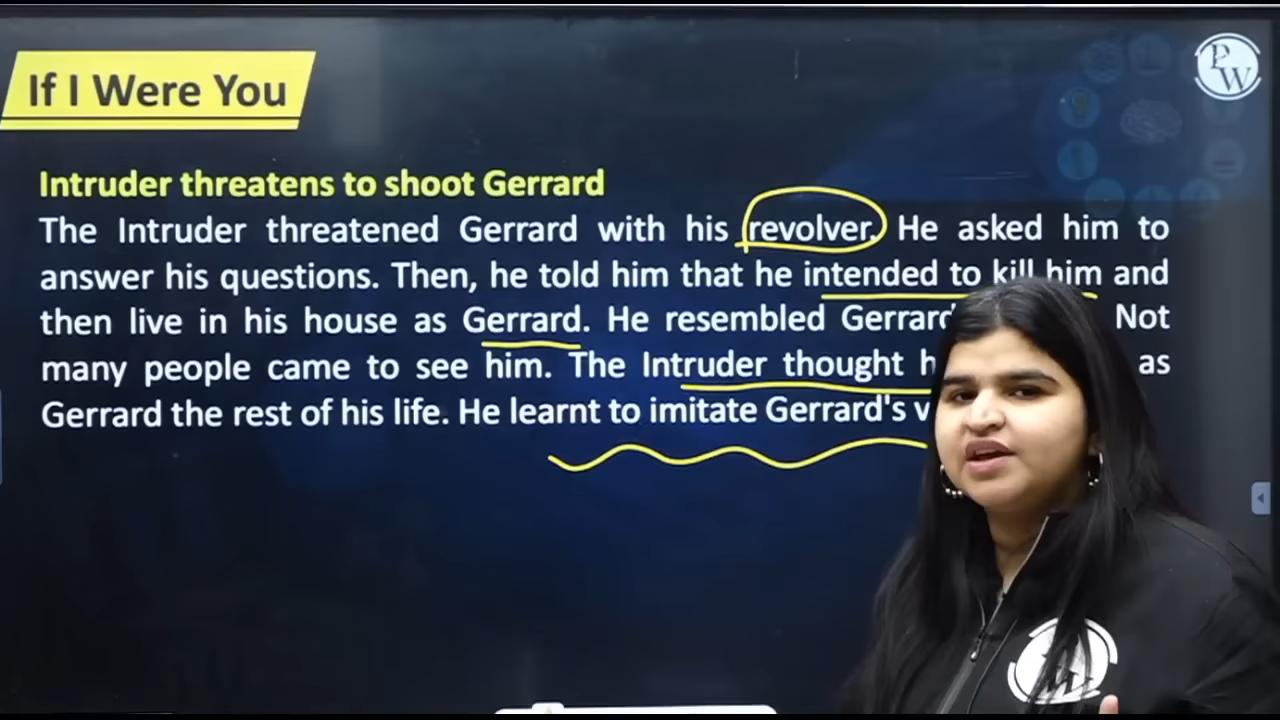 If I Were You
PW
Intruder threatens to shoot Gerrard
The Intruder threatened Gerrard with his revolver. He asked him to
answer his questions. Then, he told him that he intended to kill him and
then live in his house as Gerrard. He resembled Gerrard Not
many people came to see him. The Intruder thought as
Gerrard the rest of his life. He learnt to imitate Gerrard's